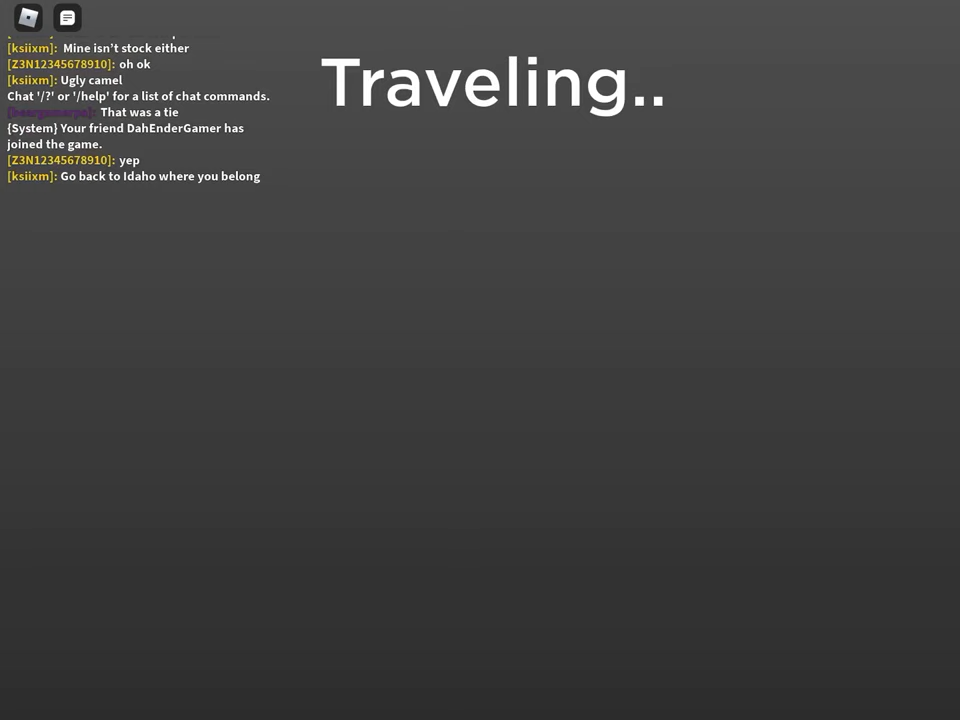 [ksiixm]: Mine isn't stock either
[Z3N12345678910]: oh ok
[ksiixm]: Ugly camel
Chat '/?' or '/help' for a list of chat commands.
That was a tie
{System} Your friend DahEnderGamer has
joined the game.
[Z3N12345678910]: yep
[ksiixm]: Go back to Idaho where you belong
Traveling..